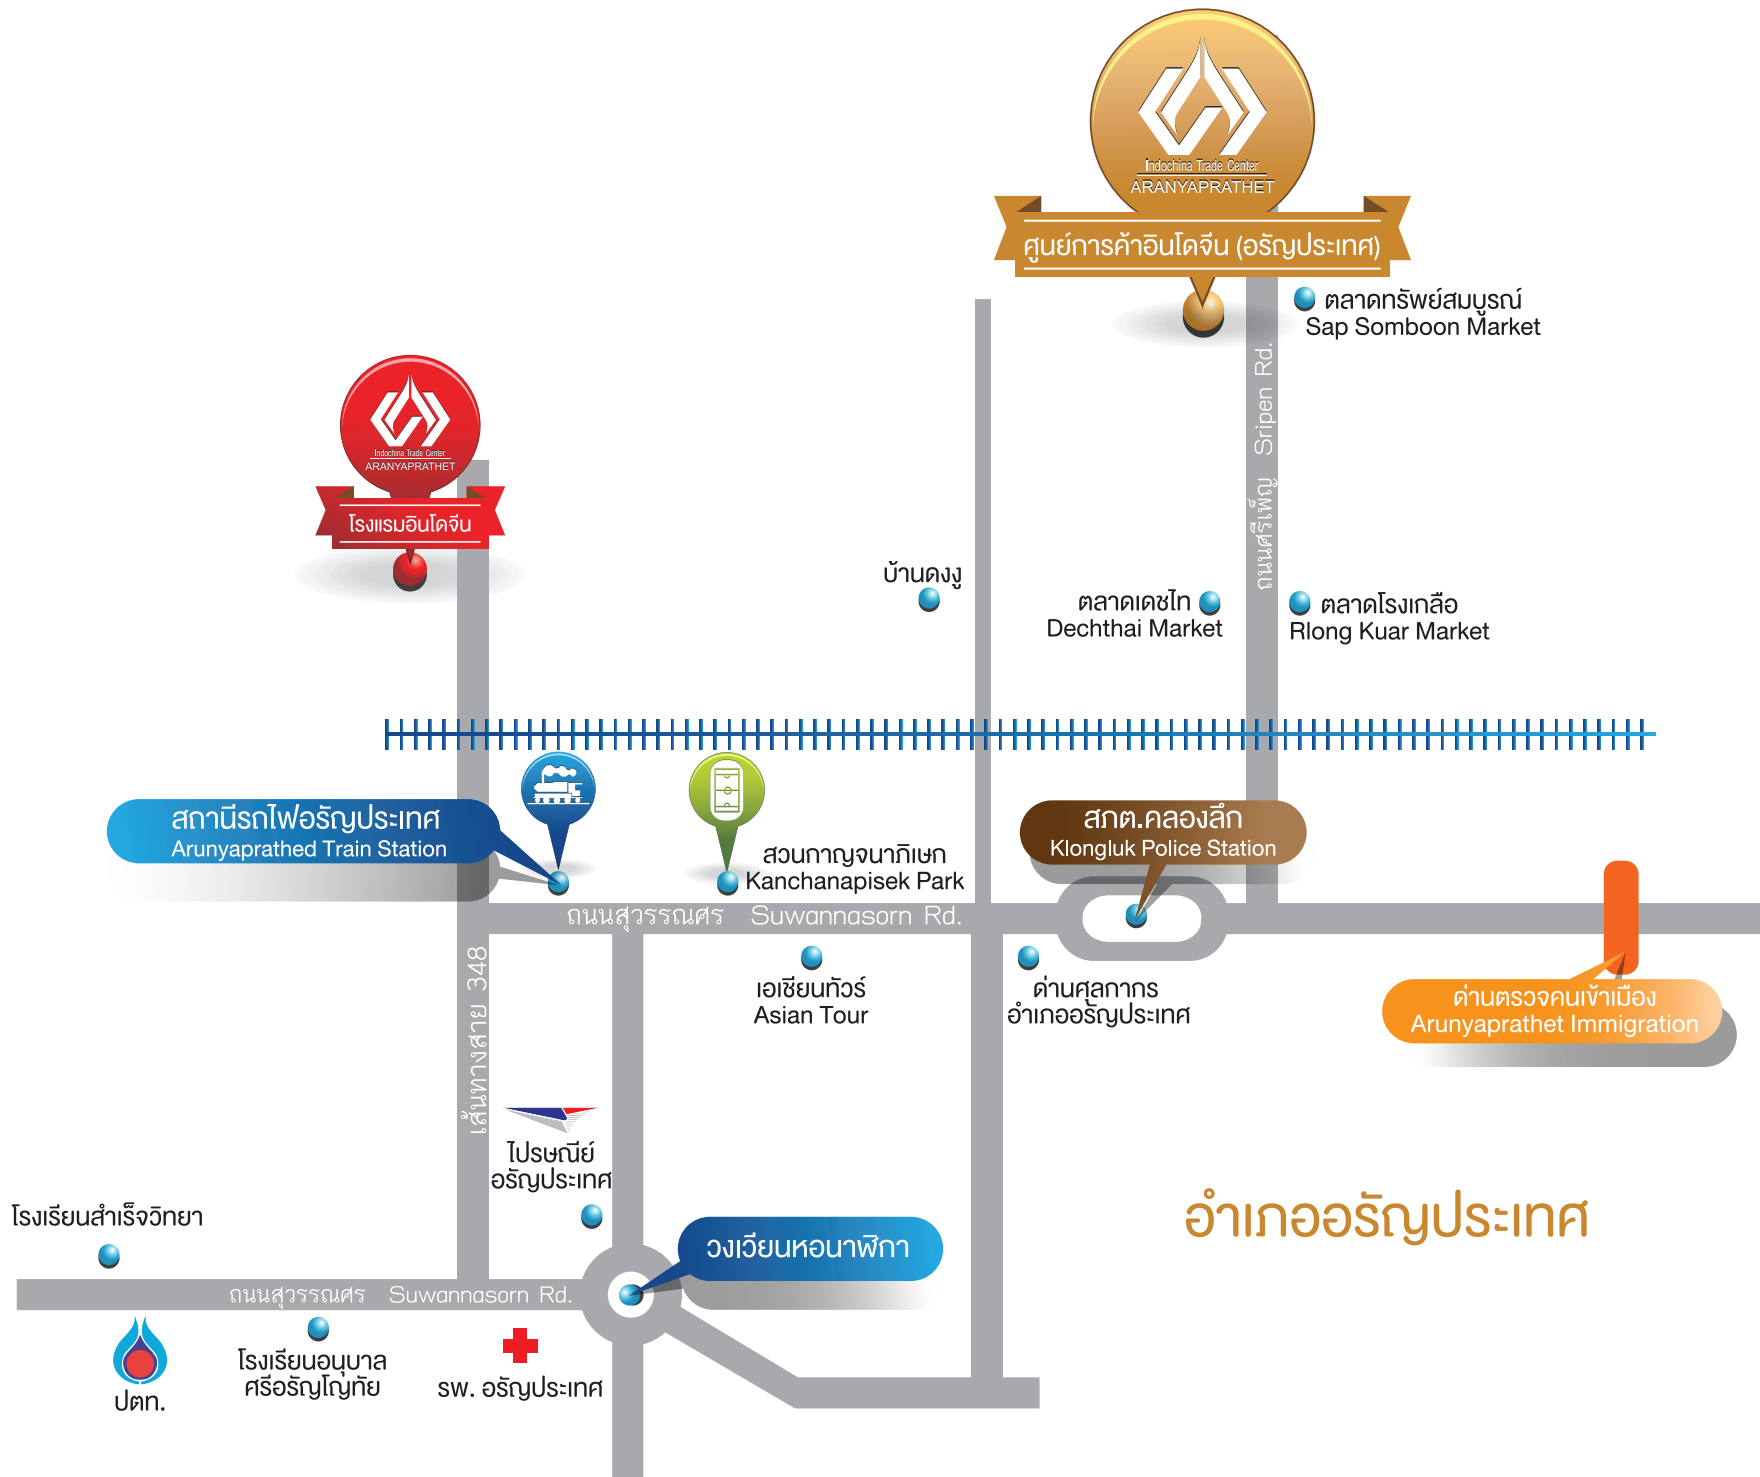 Indochina Trade Center
ARANYAPRATHET
ศูนย์การค้าอินโดจีน (อรัญประเทศ)
ตลาดทรัพย์สมบูรณ์
Sap Somboon Market
ถนนศรีเพ็ญ Sripen Rd.
Indochina Trade Center
ARANYAPRATHET
โรงแรมอินโดจีน
บ้านดงงู
ตลาดเดชไท
Dechthai Market
ตลาดโรงเกลือ
Rlong Kuar Market
สถานีรถไฟอรัญประเทศ
Arunyaprathed Train Station
สวนกาญจนาภิเษก
Kanchanapisek Park
สภต.คลองลึก
Klongluk Police Station
ถนนสุวรรณศร Suwannasorn Rd.
เส้นทางสาย 348
เอเชียนทัวร์
Asian Tour
ด่านศุลกากร
อำเภออรัญประเทศ
ด่านตรวจคนเข้าเมือง
Arunyaprathet Immigration
ไปรษณีย์
อรัญประเทศ
โรงเรียนสำเร็จวิทยา
วงเวียนหอนาฬิกา
อำเภออรัญประเทศ
ถนนสุวรรณศร Suwannasorn Rd.
ปตท.
โรงเรียนอนุบาล
ศรีอรัญโญทัย
รพ. อรัญประเทศ